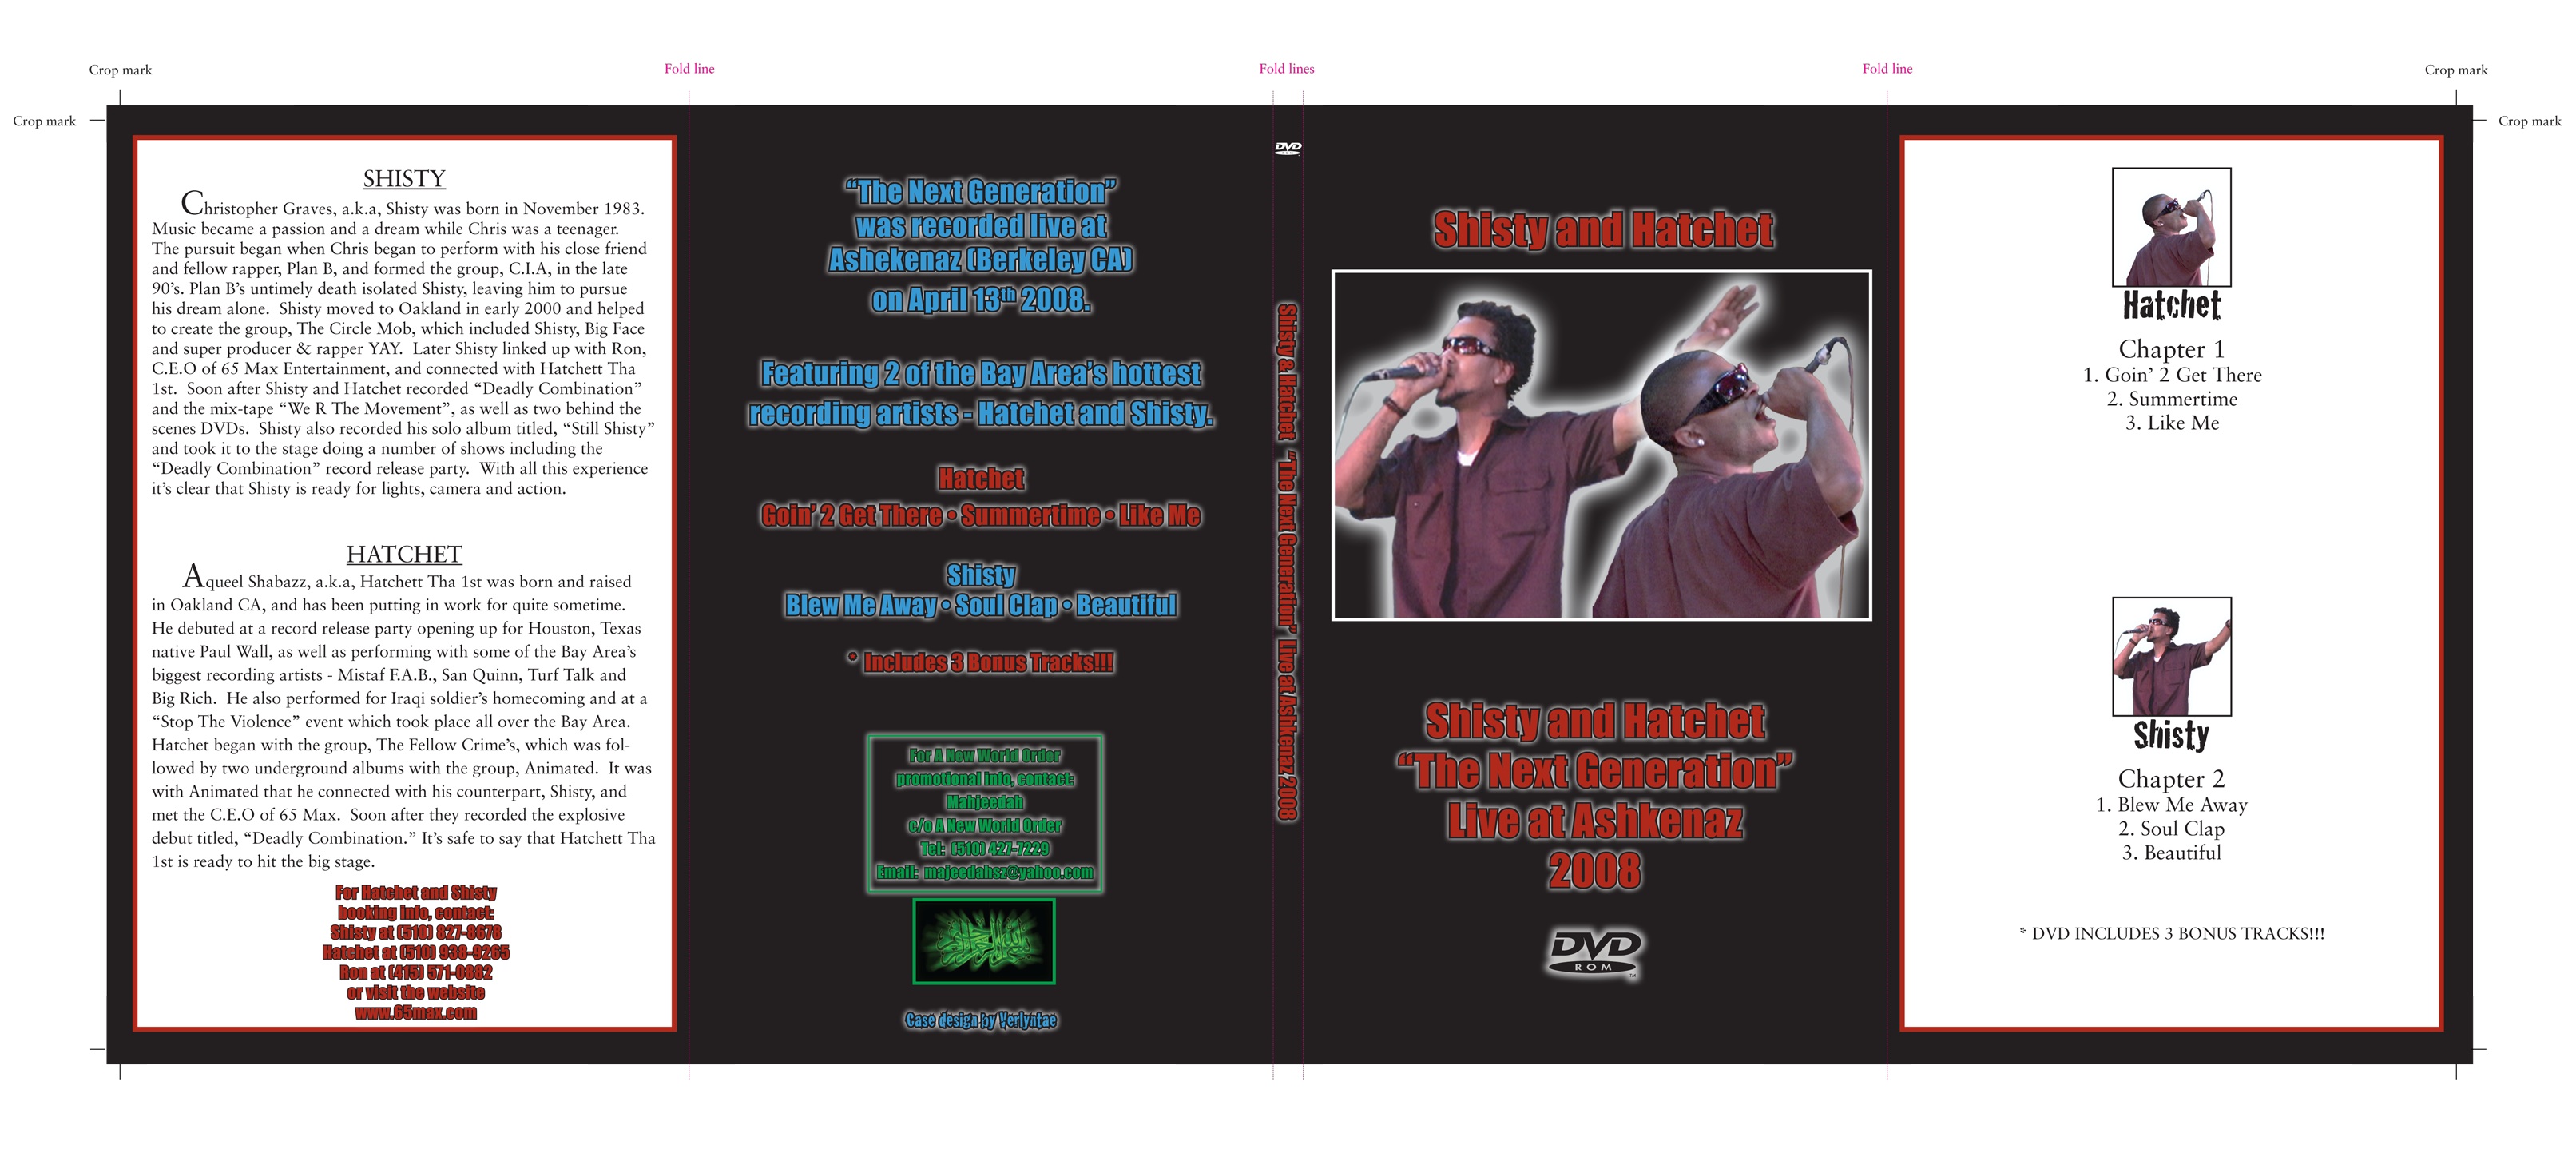 Crop mark
Fold line
Fold lines
Fold line
Crop mark
Crop mark
Crop mark
SHISTY
Christopher Graves, a.k.a, Shisty was born in November 1983.
Music became a passion and a dream while Chris was a teenager.
The pursuit began when Chris began to perform with his close friend
and fellow rapper, Plan B, and formed the group, C.I.A, in the late
90's. Plan B's untimely death isolated Shisty, leaving him to pursue
his dream alone.  Shisty moved to Oakland in early 2000 and helped
to create the group, The Circle Mob, which included Shisty, Big Face
and super producer & rapper YAY.  Later Shisty linked up with Ron,
C.E.O of 65 Max Entertainment, and connected with Hatchett Tha
1st.  Soon after Shisty and Hatchet recorded “Deadly Combination”
and the mix-tape “We R The Movement”, as well as two behind the
scenes DVDs.  Shisty also recorded his solo album titled, “Still Shisty”
and took it to the stage doing a number of shows including the
“Deadly Combination” record release party.  With all this experience
it's clear that Shisty is ready for lights, camera and action.
HATCHET
Aqueel Shabazz, a.k.a, Hatchett Tha 1st was born and raised
in Oakland CA, and has been putting in work for quite sometime.
He debuted at a record release party opening up for Houston, Texas
native Paul Wall, as well as performing with some of the Bay Area's
biggest recording artists - Mistaf F.A.B., San Quinn, Turf Talk and
Big Rich.  He also performed for Iraqi soldier's homecoming and at a
“Stop The Violence” event which took place all over the Bay Area.
Hatchet began with the group, The Fellow Crime's, which was fol-
lowed by two underground albums with the group, Animated.  It was
with Animated that he connected with his counterpart, Shisty, and
met the C.E.O of 65 Max.  Soon after they recorded the explosive
debut titled, “Deadly Combination.” It's safe to say that Hatchett Tha
1st is ready to hit the big stage.
For Hatchet and Shisty
booking info, contact:
Shisty at (510) 827-8678
Hatchet at (510) 938-9265
Ron at (415) 571-0882
or visit the website
www.65max.com
“The Next Generation”
was recorded live at
Ashekenaz (Berkeley CA)
on April 13th 2008.
Featuring 2 of the Bay Area's hottest
recording artists - Hatchet and Shisty.
Hatchet
Goin' 2 Get There • Summertime • Like Me
Shisty
Blew Me Away • Soul Clap • Beautiful
* Includes 3 Bonus Tracks!!!
For A New World Order
promotional info, contact:
Mahjeedah
c/o A New World Order
Tel:  (510) 427-7229
Email:  majeedahsz@yahoo.com
Case design by Verlyntae
DVD
Shisty & Hatchet  “The Next Generation”  Live at Ashkenaz 2008
Shisty and Hatchet
Shisty and Hatchet
“The Next Generation”
Live at Ashkenaz
2008
DVD
ROM
TM
Hatchet
Chapter 1
1. Goin' 2 Get There
2. Summertime
3. Like Me
Shisty
Chapter 2
1. Blew Me Away
2. Soul Clap
3. Beautiful
* DVD INCLUDES 3 BONUS TRACKS!!!